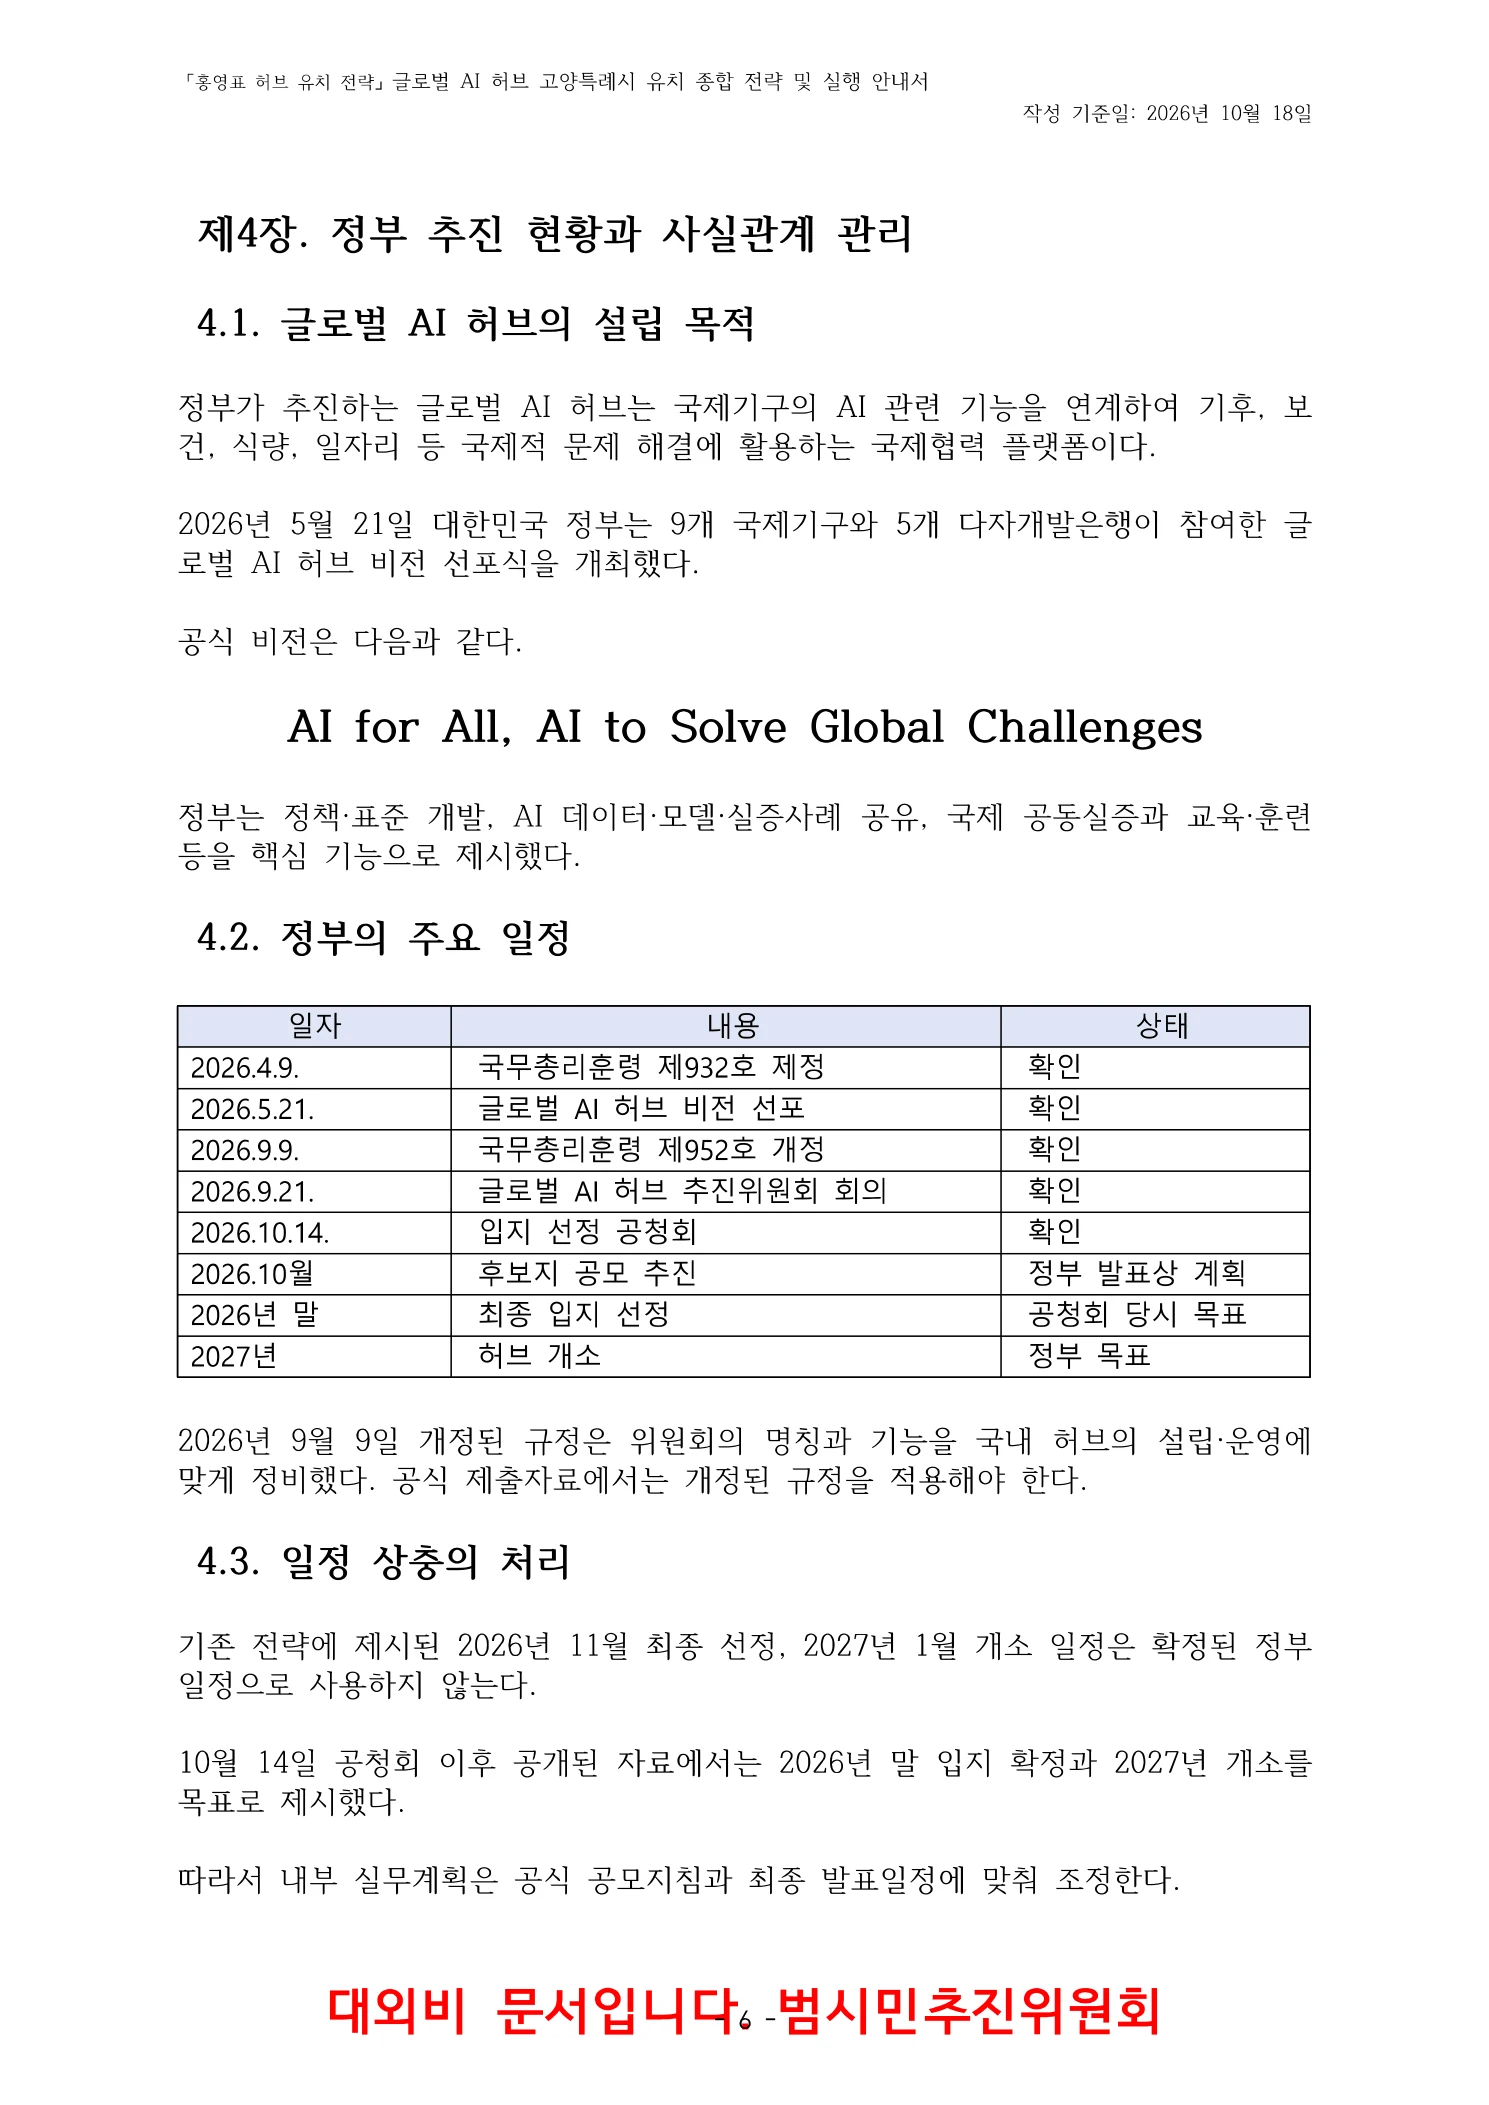 「홍영표 허브 유치 전략」 글로벌 AI 허브 고양특례시 유치 종합 전략 및 실행 안내서
작성 기준일: 2026년 10월 18일
제4장. 정부 추진 현황과 사실관계 관리
4.1. 글로벌 AI 허브의 설립 목적
정부가 추진하는 글로벌 AI 허브는 국제기구의 AI 관련 기능을 연계하여 기후, 보
건, 식량, 일자리 등 국제적 문제 해결에 활용하는 국제협력 플랫폼이다.
2026년 5월 21일 대한민국 정부는 9개 국제기구와 5개 다자개발은행이 참여한 글
로벌 AI 허브 비전 선포식을 개최했다.
공식 비전은 다음과 같다.
AI for All, AI to Solve Global Challenges
정부는 정책·표준 개발, AI 데이터·모델·실증사례 공유, 국제 공동실증과 교육·훈련
등을 핵심 기능으로 제시했다.
4.2. 정부의 주요 일정
일자 내용 상태
2026.4.9. 국무총리훈령 제932호 제정 확인
2026.5.21. 글로벌 AI 허브 비전 선포 확인
2026.9.9. 국무총리훈령 제952호 개정 확인
2026.9.21. 글로벌 AI 허브 추진위원회 회의 확인
2026.10.14. 입지 선정 공청회 확인
2026.10월 후보지 공모 추진 정부 발표상 계획
2026년 말 최종 입지 선정 공청회 당시 목표
2027년 허브 개소 정부 목표
2026년 9월 9일 개정된 규정은 위원회의 명칭과 기능을 국내 허브의 설립·운영에
맞게 정비했다. 공식 제출자료에서는 개정된 규정을 적용해야 한다.
4.3. 일정 상충의 처리
기존 전략에 제시된 2026년 11월 최종 선정, 2027년 1월 개소 일정은 확정된 정부
일정으로 사용하지 않는다.
10월 14일 공청회 이후 공개된 자료에서는 2026년 말 입지 확정과 2027년 개소를
목표로 제시했다.
따라서 내부 실무계획은 공식 공모지침과 최종 발표일정에 맞춰 조정한다.
대외비 문서입니다. 범시민추진위원회
- 6 -